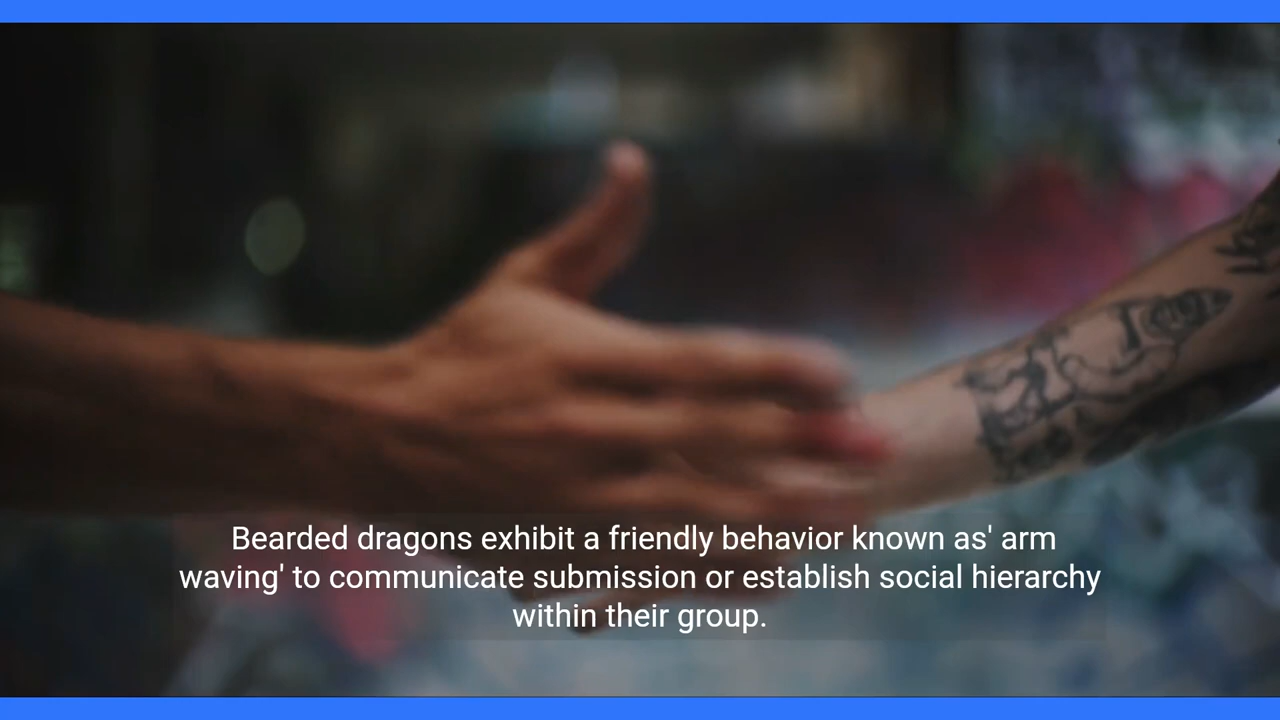 Bearded dragons exhibit a friendly behavior known as' arm
waving' to communicate submission or establish social hierarchy
within their group.